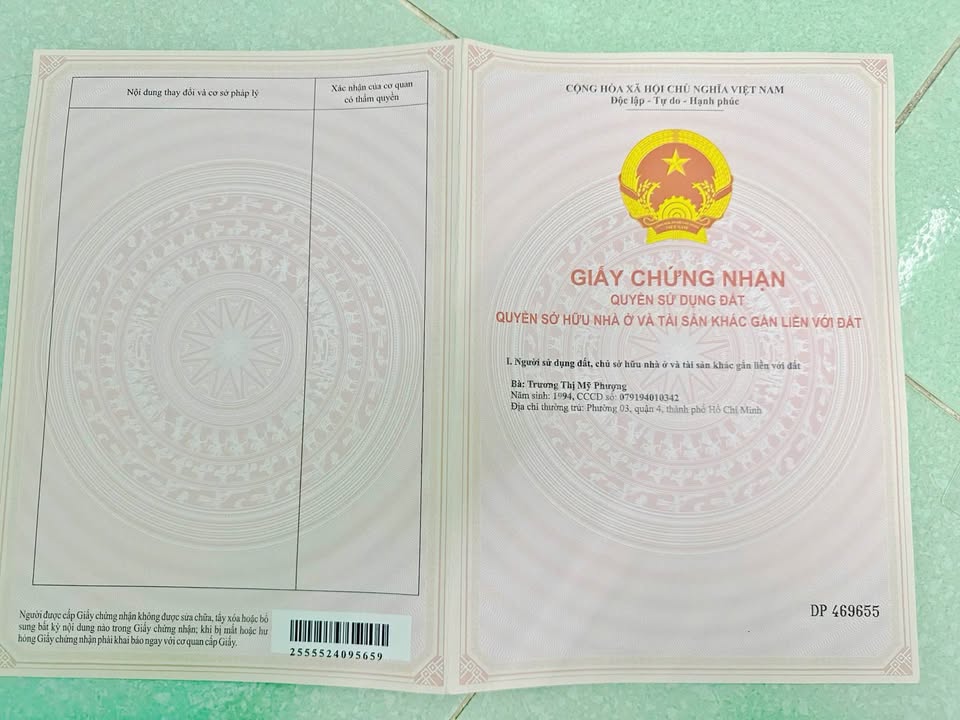 Nội dung thay đổi và cơ sở pháp lý
Xác nhận của cơ quan
có thẩm quyền
Người được cấp Giấy chứng nhận không được sửa chữa, tẩy xóa hoặc bổ
sung bất kỳ nội dung nào trong Giấy chứng nhận; khi bị mất hoặc hư
hỏng Giấy chứng nhận phải khai báo ngay với cơ quan cấp Giấy.
2555524095659
CỘNG HÒA XÃ HỘI CHỦ NGHĨA VIỆT NAM
Độc lập - Tự do - Hạnh phúc
GIẤY CHỨNG NHẬN
QUYỀN SỬ DỤNG ĐẤT
QUYỀN SỞ HỮU NHÀ Ở VÀ TÀI SẢN KHÁC GẮN LIỀN VỚI ĐẤT
I. Người sử dụng đất, chủ sở hữu nhà ở và tài sản khác gắn liền với đất
Bà: Trương Thị Mỹ Phượng
Năm sinh: 1994, CCCD số: 079194010342
Địa chỉ thường trú: Phường 03, quận 4, thành phố Hồ Chí Minh
DP 469655